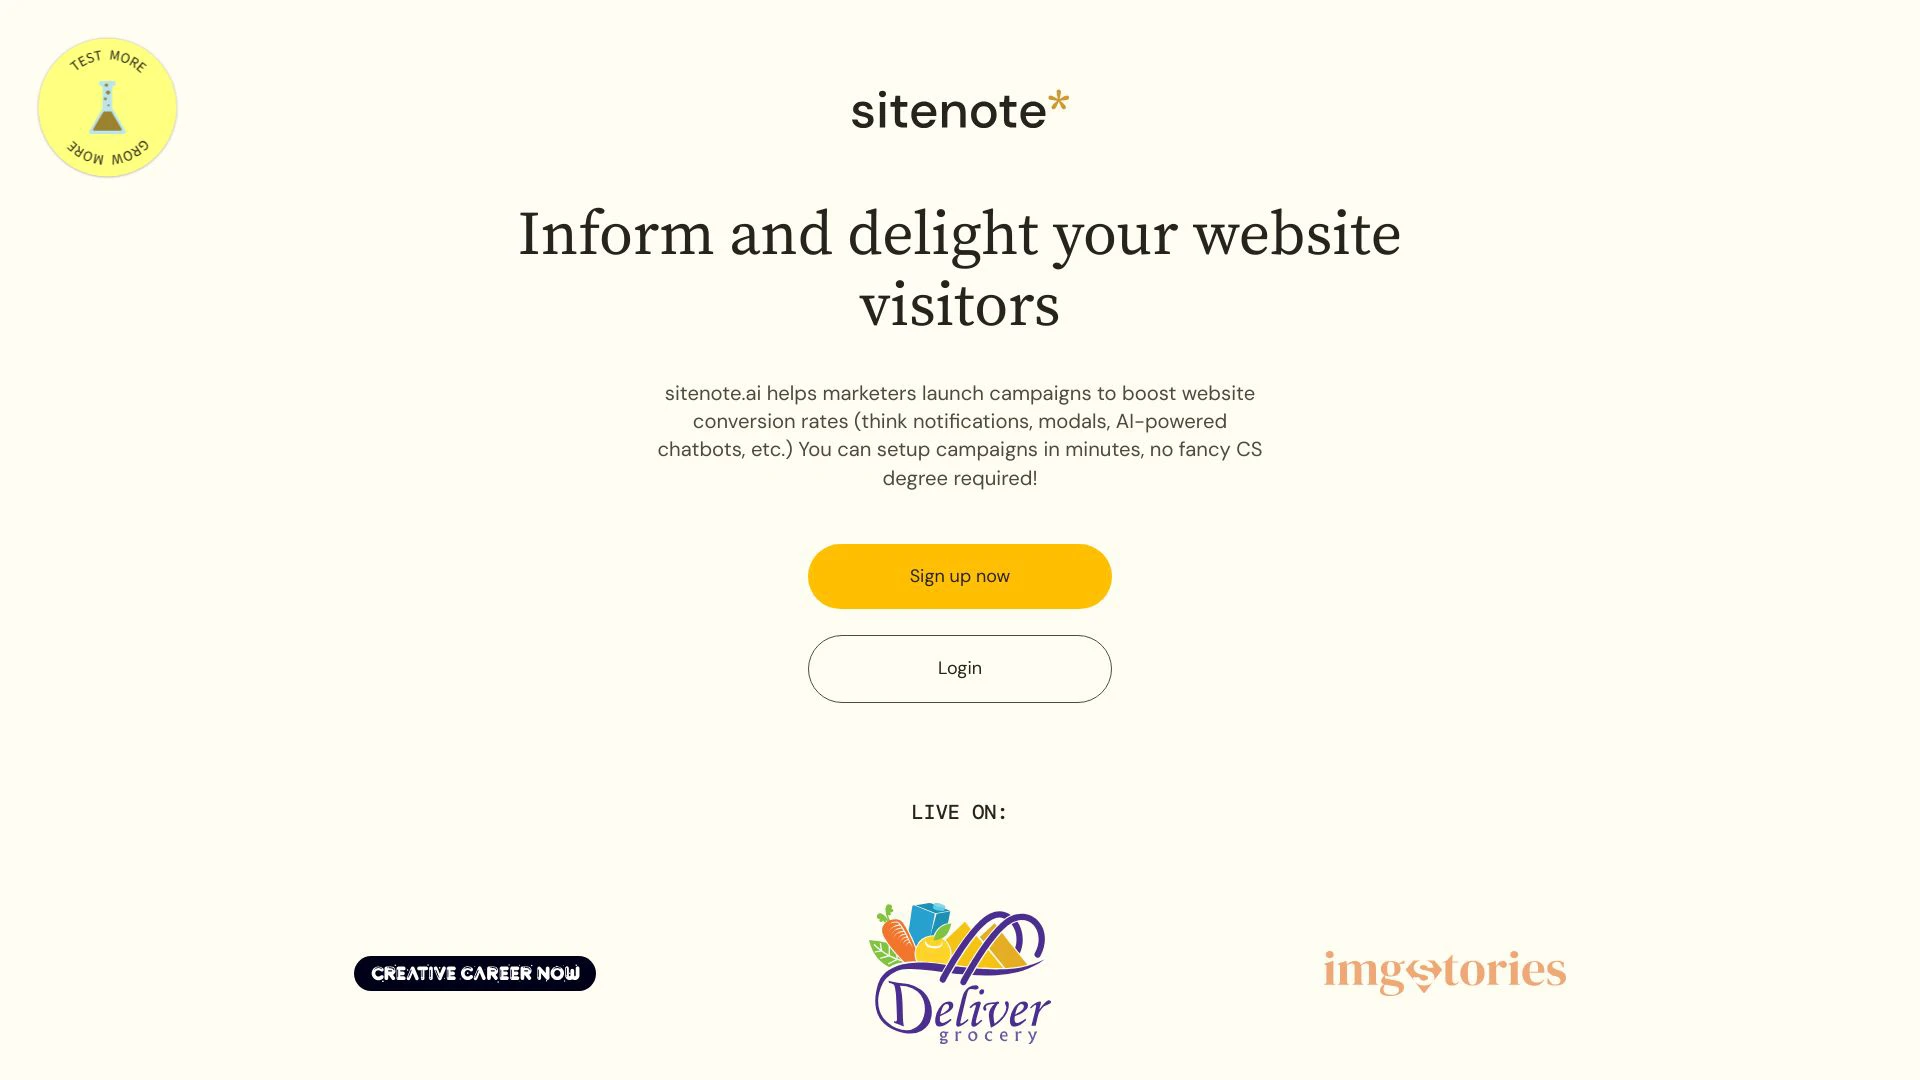 TEST MORE
GROW MORE
sitenote*
Inform and delight your website
visitors
sitenote.ai helps marketers launch campaigns to boost website
conversion rates (think notifications, modals, AI-powered
chatbots, etc.) You can setup campaigns in minutes, no fancy CS
degree required!
Sign up now
Login
LIVE ON:
CREATIVE CAREER NOW
Deliver
grocery
imgstories